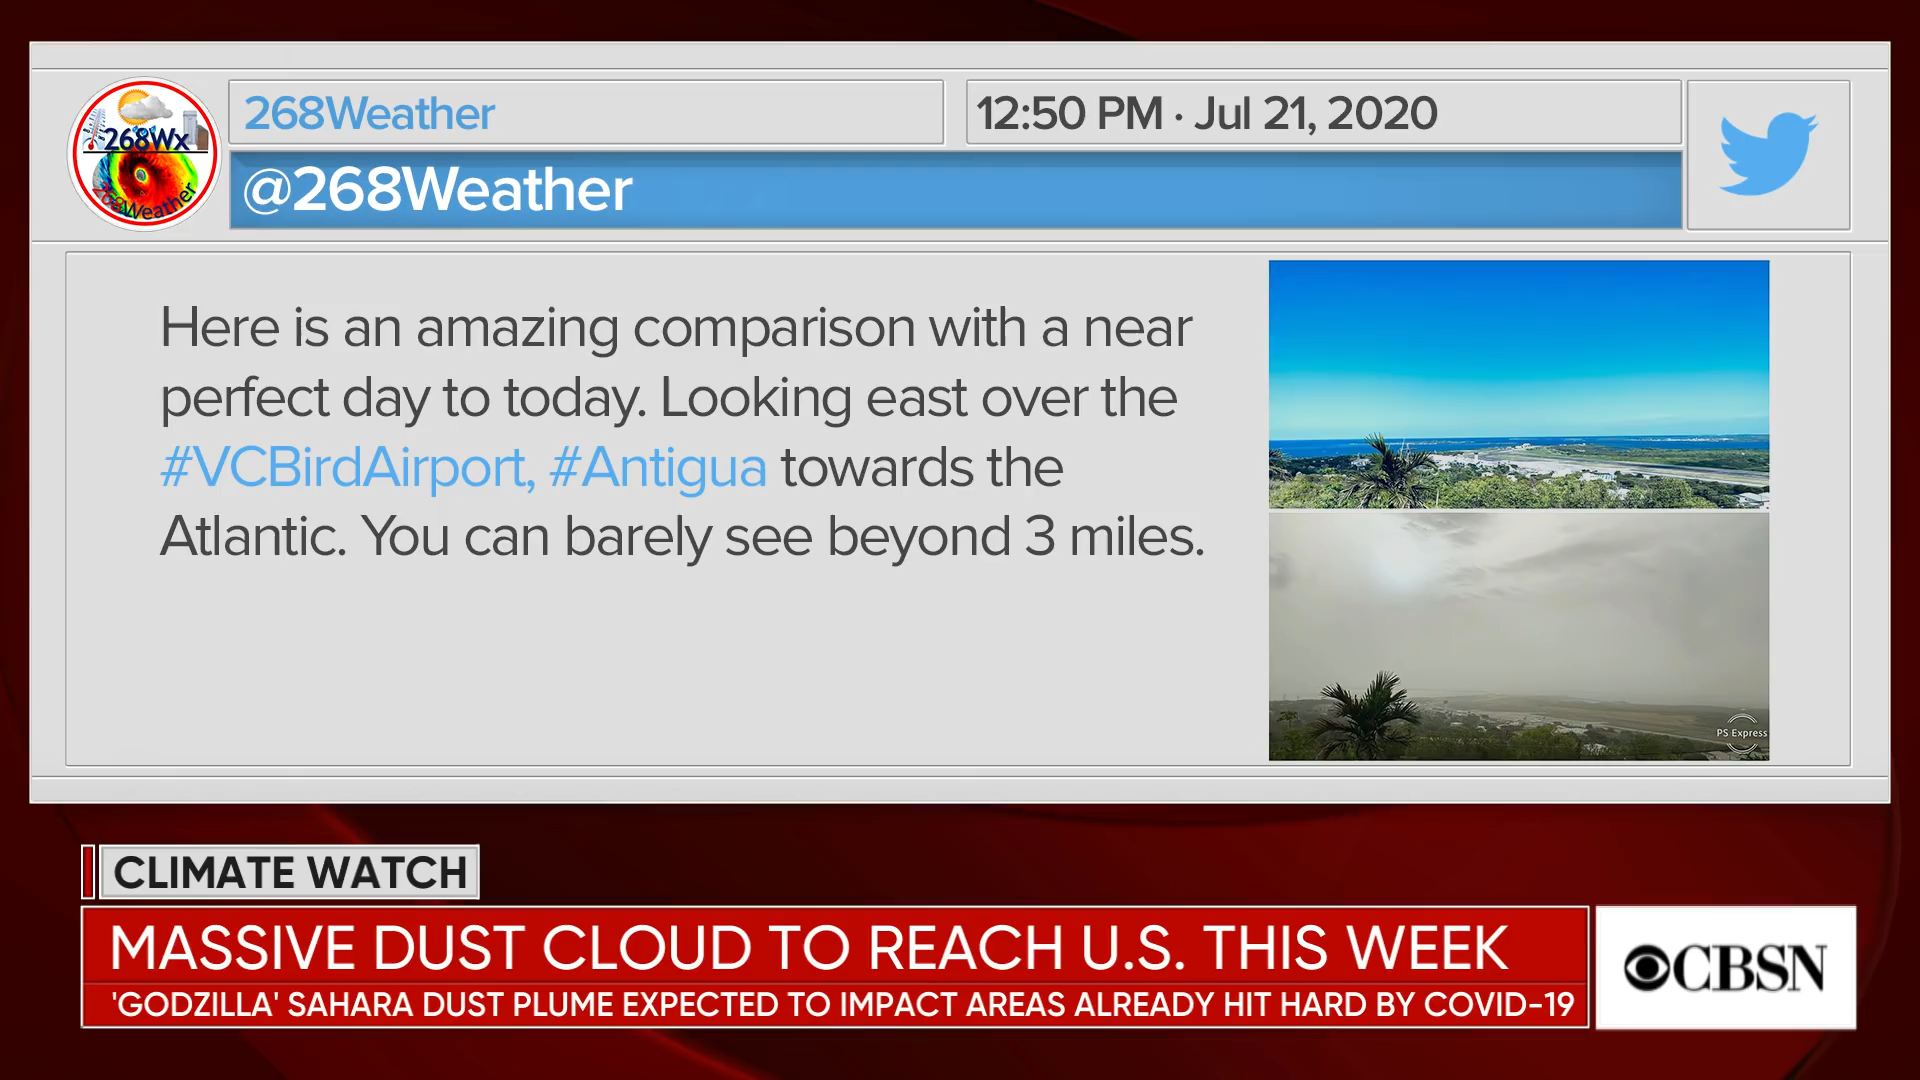 268Wx
268Weather
268Weather
12:50 PM · Jul 21, 2020
@268Weather
Here is an amazing comparison with a near
perfect day to today. Looking east over the
#VCBirdAirport, #Antigua towards the
Atlantic. You can barely see beyond 3 miles.
PS Express
CLIMATE WATCH
MASSIVE DUST CLOUD TO REACH U.S. THIS WEEK
'GODZILLA' SAHARA DUST PLUME EXPECTED TO IMPACT AREAS ALREADY HIT HARD BY COVID-19
CBSN